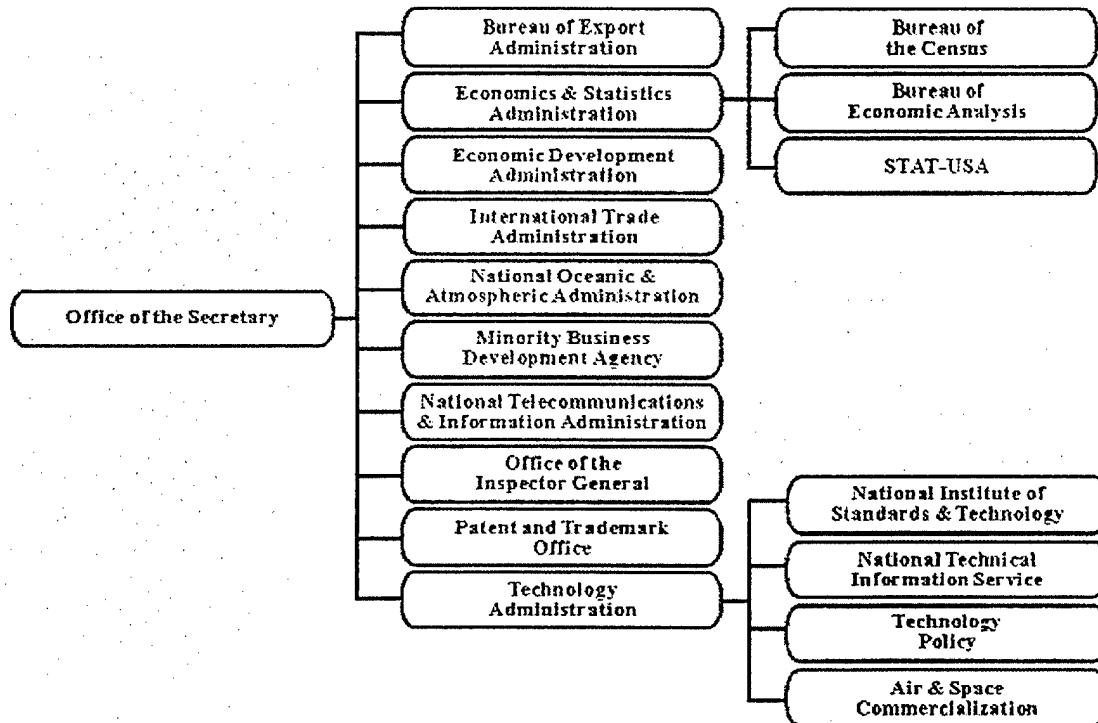 Bureau of Export
Administration
Economics & Statistics
Administration
Economic Development
Administration
International Trade
Administration
National Oceanic &
Atmospheric Administration
Office of the Secretary
Minority Business
Development Agency
National Telecommunications
& Information Administration
Office of the
Inspector General
Patent and Trademark
Office
Technology
Administration
Bureau of
the Census
Bureau of
Economic Analysis
STAT-USA
National Institute of
Standards & Technology
National Technical
Information Service
Technology
Policy
Air & Space
Commercialization